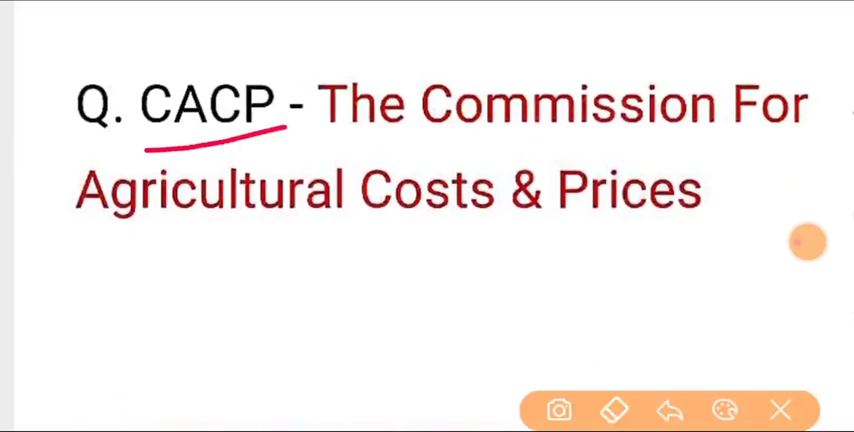 Q. CACP - The Commission For
Agricultural Costs & Prices